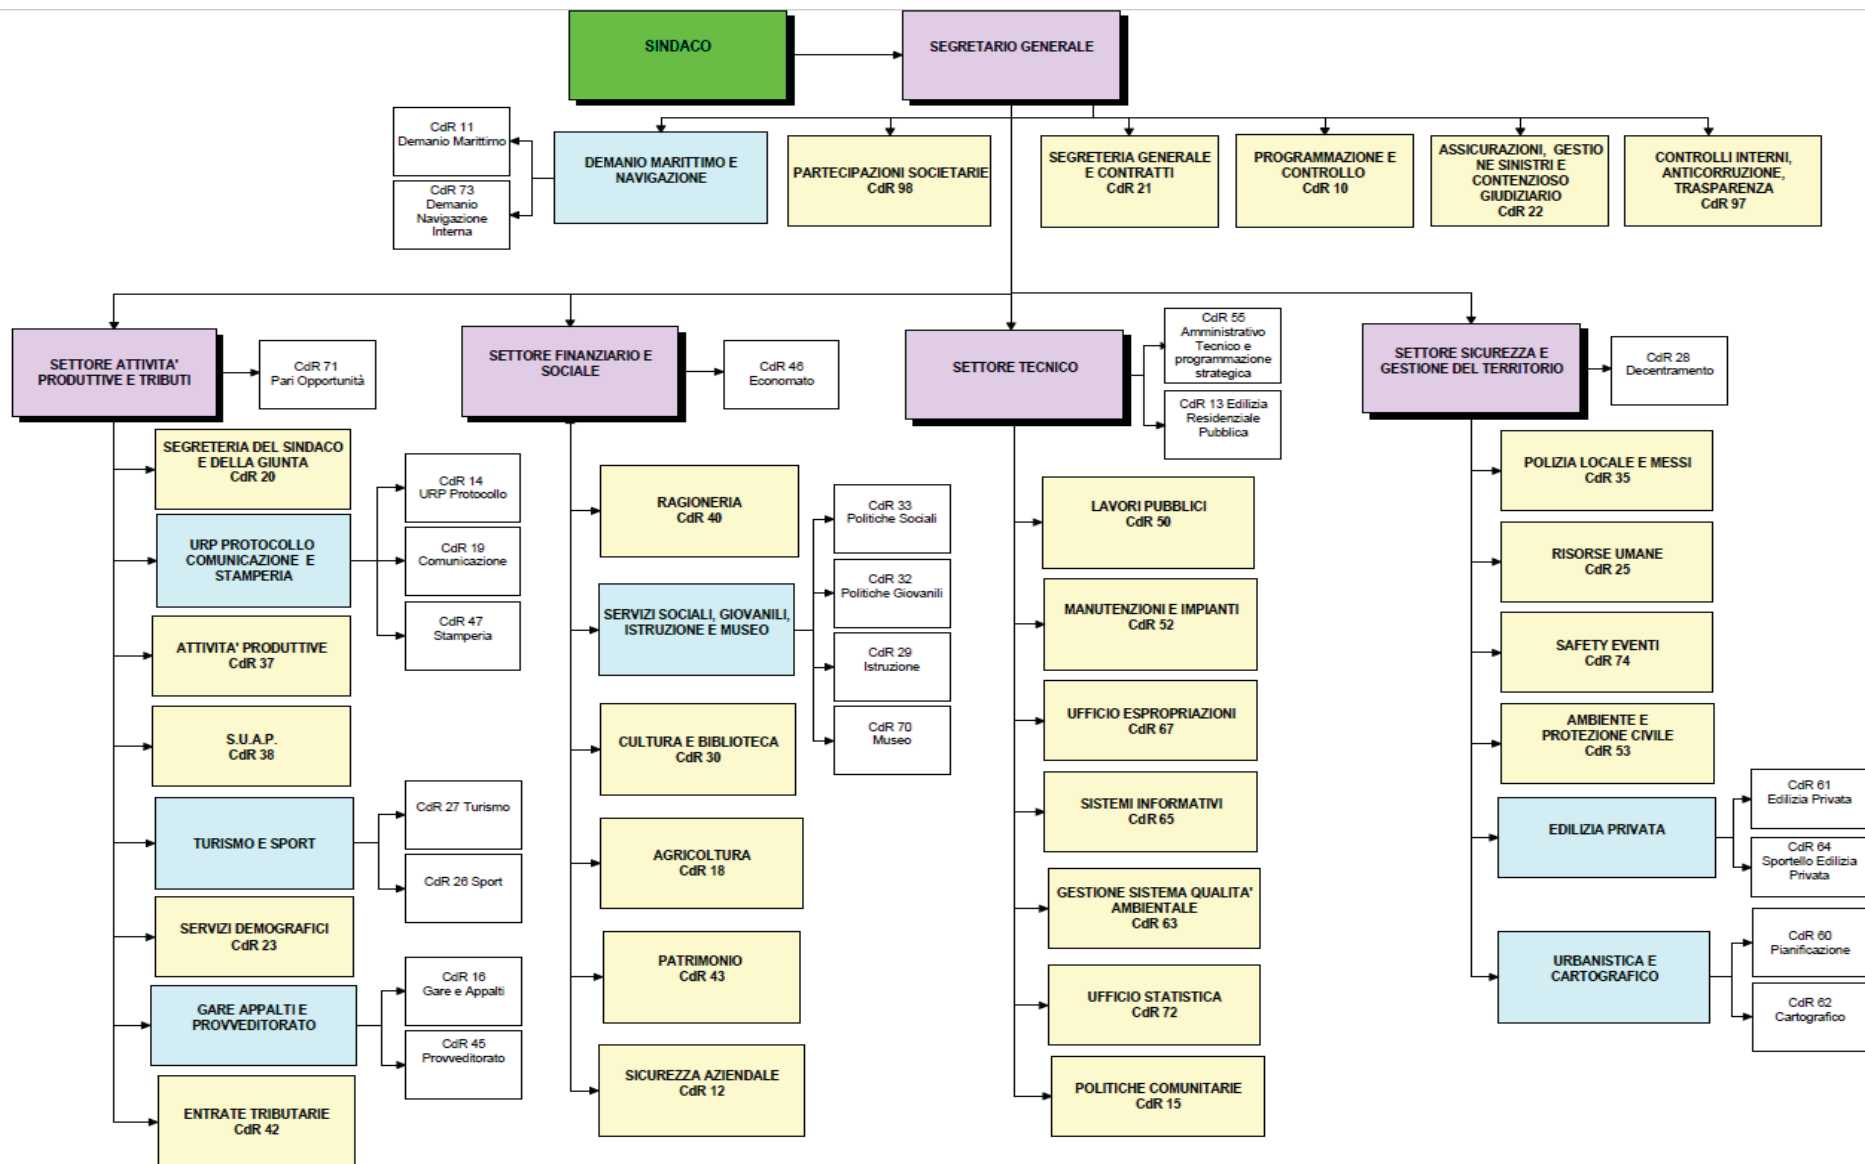 SINDACO
SEGRETARIO GENERALE
CdR 11
Demanio Marittimo
CdR 73
Demanio
Navigazione
Interna
DEMANIO MARITTIMO E
NAVIGAZIONE
PARTECIPAZIONI SOCIETARIE
CdR 98
SEGRETERIA GENERALE
E CONTRATTI
CdR 21
PROGRAMMAZIONE E
CONTROLLO
CdR 10
ASSICURAZIONI, GESTIO
NE SINISTRI E
CONTENZIOSO
GIUDIZIARIO
CdR 22
CONTROLLI INTERNI,
ANTICORRUZIONE,
TRASPARENZA
CdR 97
SETTORE ATTIVITA'
PRODUTTIVE E TRIBUTI
CdR 71
Pari Opportunità
SETTORE FINANZIARIO E
SOCIALE
CdR 46
Economato
SETTORE TECNICO
CdR 55
Amministrativo
Tecnico e
programmazione
strategica
CdR 13 Edilizia
Residenziale
Pubblica
SETTORE SICUREZZA E
GESTIONE DEL TERRITORIO
CdR 28
Decentramento
SEGRETERIA DEL SINDACO
E DELLA GIUNTA
CdR 20
URP PROTOCOLLO
COMUNICAZIONE E
STAMPERIA
CdR 14
URP Protocollo
CdR 19
Comunicazione
CdR 47
Stamperia
ATTIVITA' PRODUTTIVE
CdR 37
S.U.A.P.
CdR 38
TURISMO E SPORT
CdR 27 Turismo
CdR 26 Sport
SERVIZI DEMOGRAFICI
CdR 23
GARE APPALTI E
PROVVEDITORATO
CdR 16
Gare e Appalti
CdR 45
Provveditorato
ENTRATE TRIBUTARIE
CdR 42
RAGIONERIA
CdR 40
SERVIZI SOCIALI, GIOVANILI,
ISTRUZIONE E MUSEO
CdR 33
Politiche Sociali
CdR 32
Politiche Giovanili
CdR 29
Istruzione
CdR 70
Museo
CULTURA E BIBLIOTECA
CdR 30
AGRICOLTURA
CdR 18
PATRIMONIO
CdR 43
SICUREZZA AZIENDALE
CdR 12
LAVORI PUBBLICI
CdR 50
MANUTENZIONI E IMPIANTI
CdR 52
UFFICIO ESPROPRIAZIONI
CdR 67
SISTEMI INFORMATIVI
CdR 65
GESTIONE SISTEMA QUALITA'
AMBIENTALE
CdR 63
UFFICIO STATISTICA
CdR 72
POLITICHE COMUNITARIE
CdR 15
POLIZIA LOCALE E MESSI
CdR 35
RISORSE UMANE
CdR 25
SAFETY EVENTI
CdR 74
AMBIENTE E
PROTEZIONE CIVILE
CdR 53
EDILIZIA PRIVATA
CdR 61
Edilizia Privata
CdR 64
Sportello Edilizia
Privata
URBANISTICA E
CARTOGRAFICO
CdR 60
Pianificazione
CdR 62
Cartografico